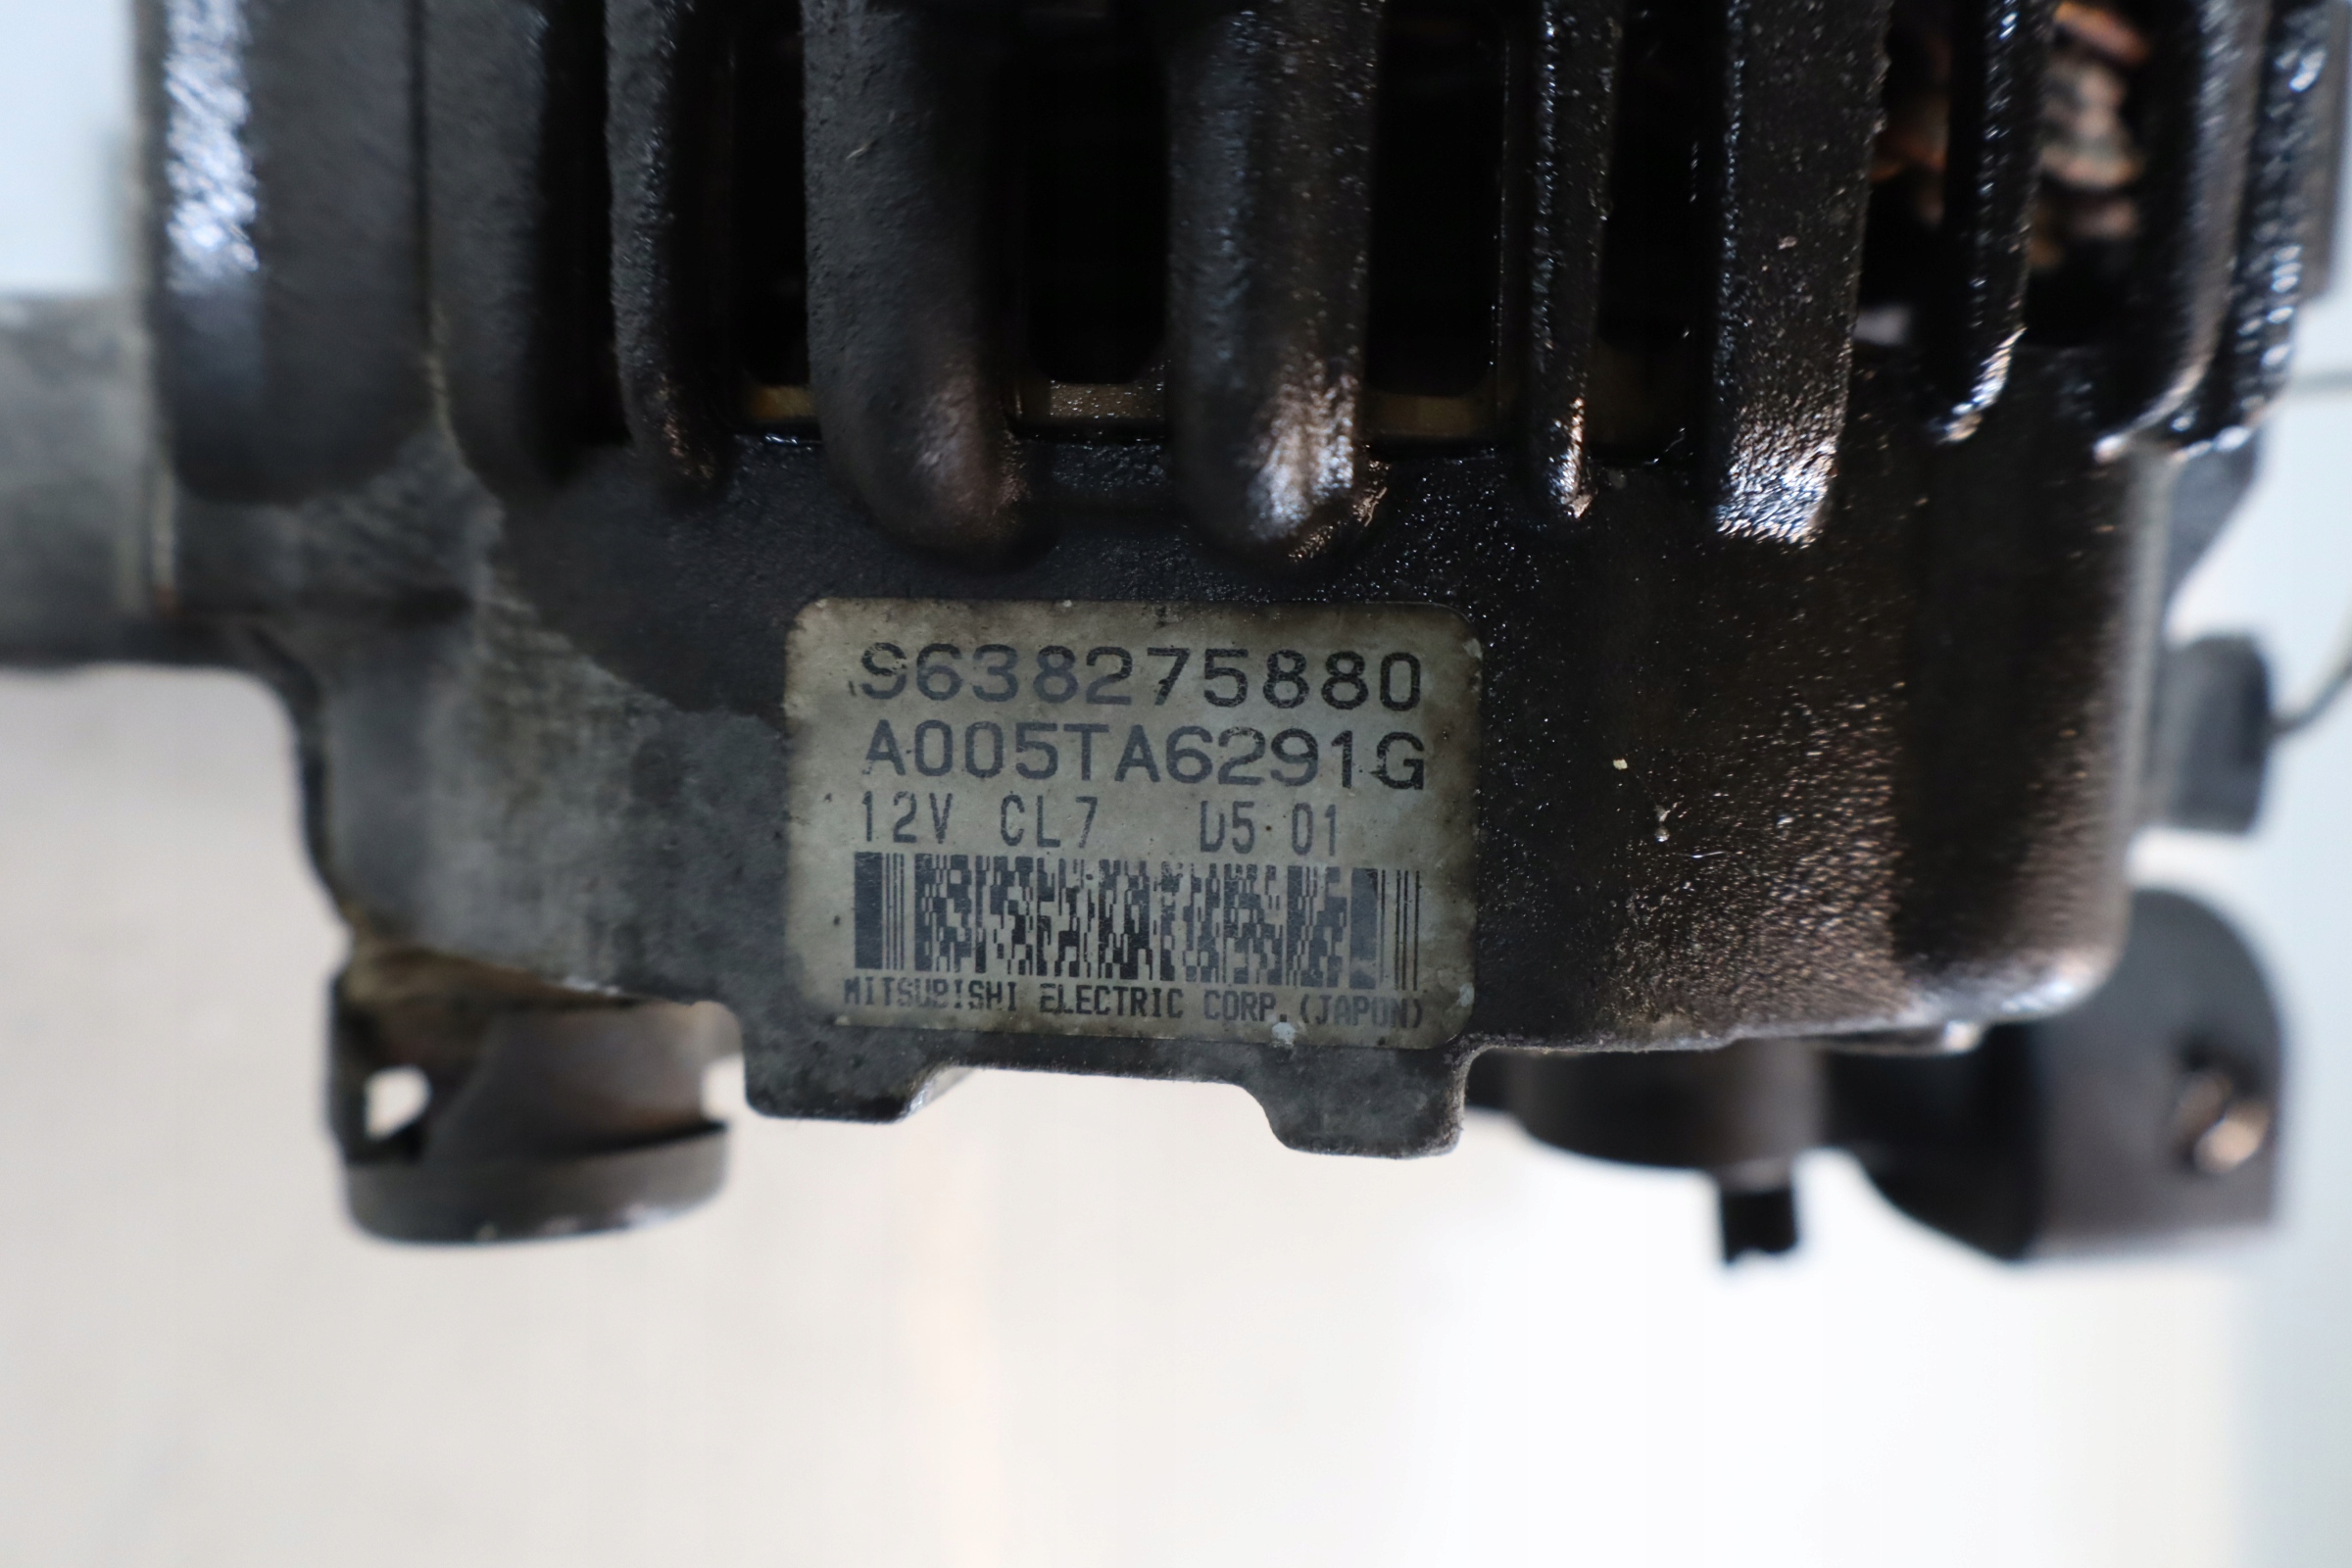 9638275880
A005TA6291G
12V CL7 D5 01
MITSUBISHI ELECTRIC CORP.(JAPON)